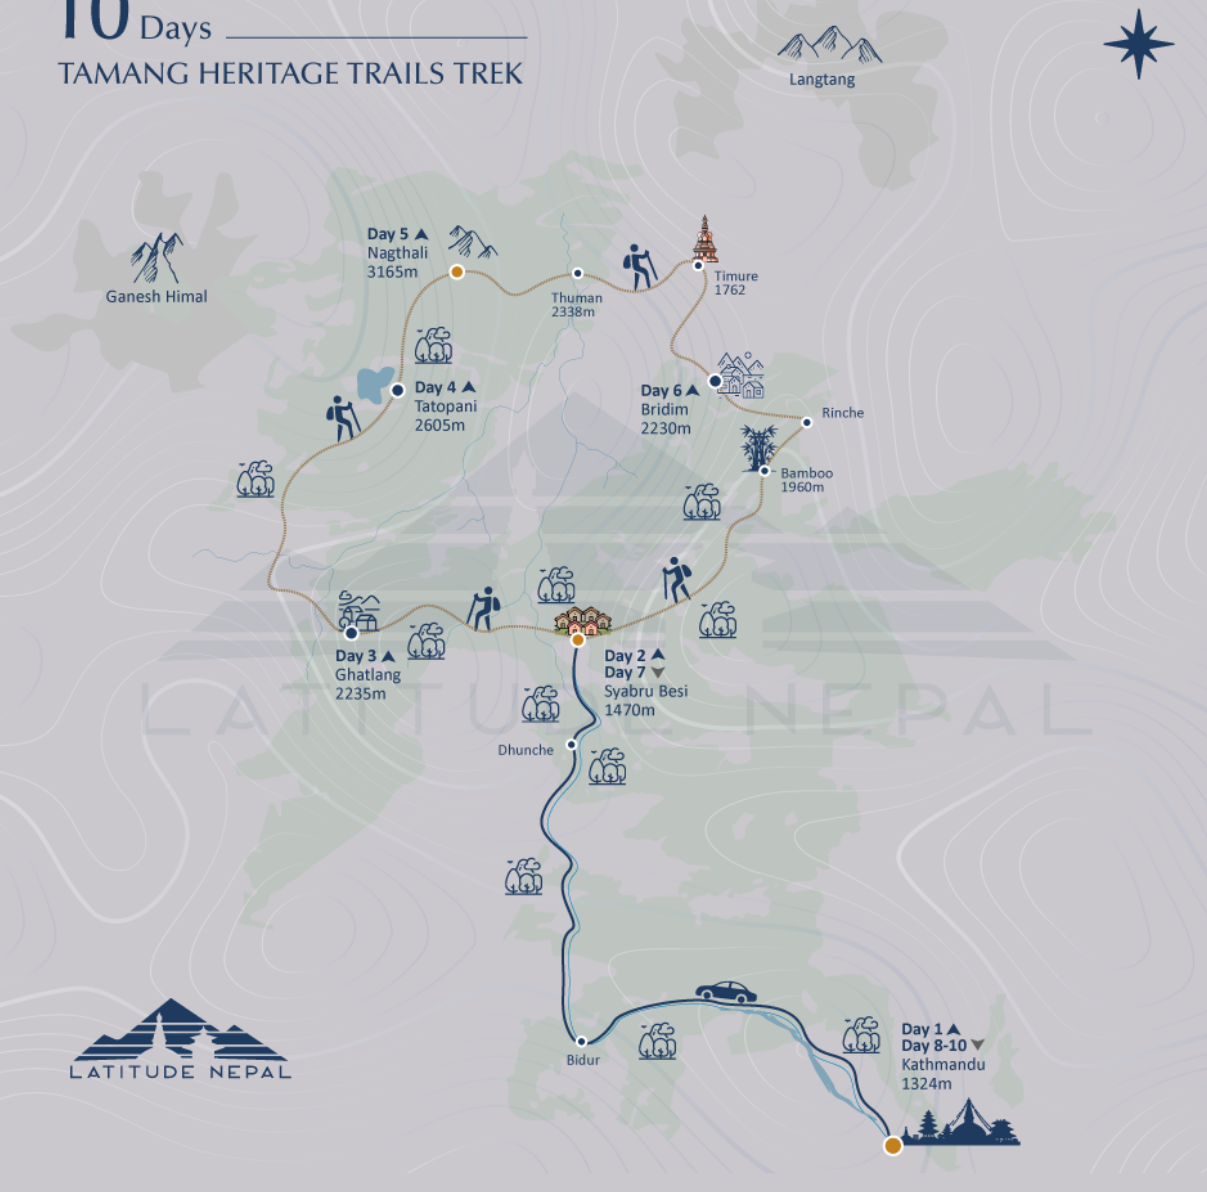 10 Days
TAMANG HERITAGE TRAILS TREK
Langtang
Ganesh Himal
Day 5
Nagthali
3165m
Thuman
2338m
Timure
1762
Day 4
Tatopani
2605m
Day 6
Bridim
2230m
Rinche
Bamboo
1960m
Day 3
Ghatlang
2235m
Day 2
Day 7
Syabru Besi
1470m
LATITUDE NEPAL
Dhunche
Bidur
Day 1
Day 8-10
Kathmandu
1324m
LATITUDE NEPAL